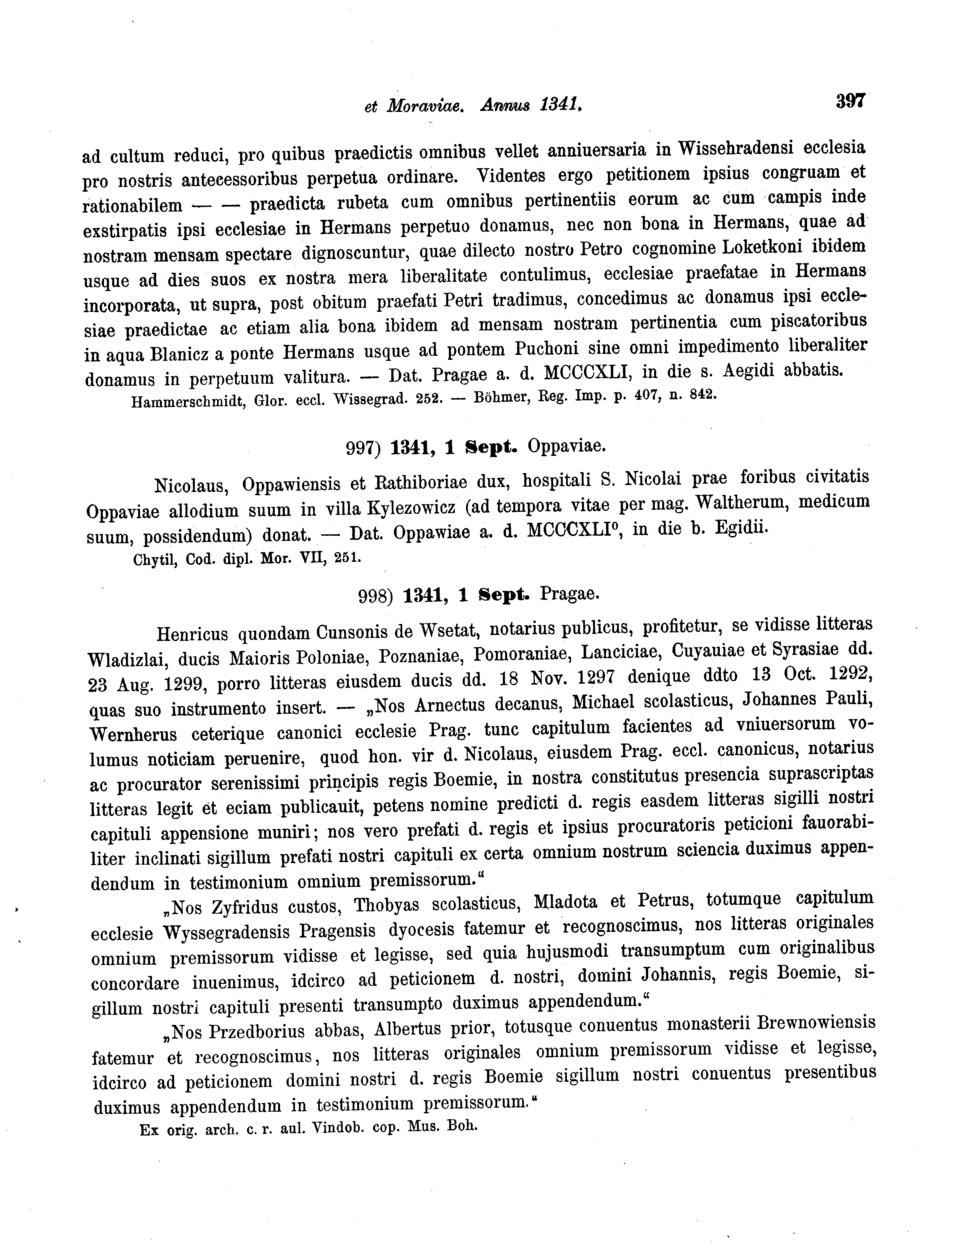 et Moraviae. Annus 1341. 397
ad cultum reduci, pro quibus praedictis omnibus vellet anniuersaria in Wissehradensi ecclesia
pro nostris antecessoribus perpetua ordinare. Videntes ergo petitionem ipsius congruam et
rationabilem — — praedicta rubeta cum omnibus pertinentiis eorum ac cum campis inde
exstirpatis ipsi ecclesiae in Hermans perpetuo donamus, nec non bona in Hermans, quae ad
nostram mensam spectare dignoscuntur, quae dilecto nostro Petro cognomine Loketkoni ibidem
usque ad dies suos ex nostra mera liberalitate contulimus, ecclesiae praefatae in Hermans
incorporata, ut supra, post obitum praefati Petri tradimus, concedimus ac donamus ipsi eccle-
siae praedictae ac etiam alia bona ibidem ad mensam nostram pertinentia cum piscatoribus
in aqua Blanicz a ponte Hermans usque ad pontem Puchoni sine omni impedimento liberaliter
donamus in perpetuum valitura. — Dat. Pragae a. d. MCCCXLI, in die s. Aegidi abbatis.
Hammerschmidt, Glor. eccl. Wissegrad. 252. — Böhmer, Reg. Imp. p. 407, n. 842.
997) 1341, 1 Sept. Oppaviae.
Nicolaus, Oppawiensis et Rathiboriae dux, hospitali S. Nicolai prae foribus civitatis
Oppaviae allodium suum in villa Kylezowicz (ad tempora vitae per mag. Waltherum, medicum
suum, possidendum) donat. — Dat. Oppawiae a. d. MCCCXLI⁰, in die b. Egidii.
Chytil, Cod. dipl. Mor. VII, 251.
998) 1341, 1 Sept. Pragae.
Henricus quondam Cunsonis de Wsetat, notarius publicus, profitetur, se vidisse litteras
Wladizlai, ducis Maioris Poloniae, Poznaniae, Pomoraniae, Lanciciae, Cuyauiae et Syrasiae dd.
23 Aug. 1299, porro litteras eiusdem ducis dd. 18 Nov. 1297 denique ddto 13 Oct. 1292,
quas suo instrumento insert. — „Nos Arnectus decanus, Michael scolasticus, Johannes Pauli,
Wernherus ceterique canonici ecclesie Prag. tunc capitulum facientes ad vniuersorum vo-
lumus noticiam peruenire, quod hon. vir d. Nicolaus, eiusdem Prag. eccl. canonicus, notarius
ac procurator serenissimi principis regis Boemie, in nostra constitutus presencia suprascriptas
litteras legit et eciam publicauit, petens nomine predicti d. regis easdem litteras sigilli nostri
capituli appensione muniri; nos vero prefati d. regis et ipsius procuratoris peticioni fauorabi-
liter inclinati sigillum prefati nostri capituli ex certa omnium nostrum sciencia duximus appen-
dendum in testimonium omnium premissorum.“
„Nos Zyfridus custos, Thobyas scolasticus, Mladota et Petrus, totumque capitulum
ecclesie Wyssegradensis Pragensis dyocesis fatemur et recognoscimus, nos litteras originales
omnium premissorum vidisse et legisse, sed quia hujusmodi transumptum cum originalibus
concordare inuenimus, idcirco ad peticionem d. nostri, domini Johannis, regis Boemie, si-
gillum nostri capituli presenti transumpto duximus appendendum.“
„Nos Przedborius abbas, Albertus prior, totusque conuentus monasterii Brewnowiensis
fatemur et recognoscimus, nos litteras originales omnium premissorum vidisse et legisse,
idcirco ad peticionem domini nostri d. regis Boemie sigillum nostri conuentus presentibus
duximus appendendum in testimonium premissorum.“
Ex orig. arch. c. r. aul. Vindob. cop. Mus. Boh.